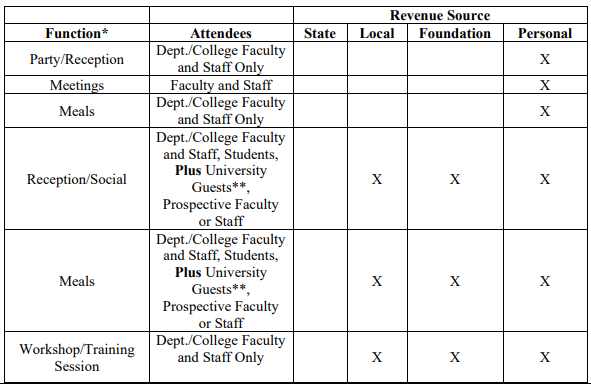 Revenue Source
Function* Attendees State Local Foundation Personal
Party/Reception Dept./College Faculty and Staff Only X
Meetings Faculty and Staff X
Meals Dept./College Faculty and Staff Only X
Reception/Social Dept./College Faculty and Staff, Students, Plus University Guests**, Prospective Faculty or Staff X X X
Meals Dept./College Faculty and Staff, Students, Plus University Guests**, Prospective Faculty or Staff X X X
Workshop/Training Session Dept./College Faculty and Staff Only X X X